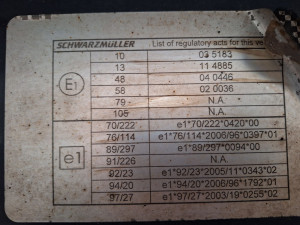 SCHWARZMÜLLER List of regulatory acts for this ve
10 03 5183
13 11 4885
E1 48 04 0446
58 02 0036
79 N.A.
105 N.A.
70/222 e1*70/222*0420*00
76/114 e1*76/114*2006/96*0397*01
e1 89/297 e1*89/297*0094*00
91/226 N.A.
92/23 e1*92/23*2005/11*0343*02
94/20 e1*94/20*2006/96*1792*01
97/27 e1*97/27*2003/19*0255*02